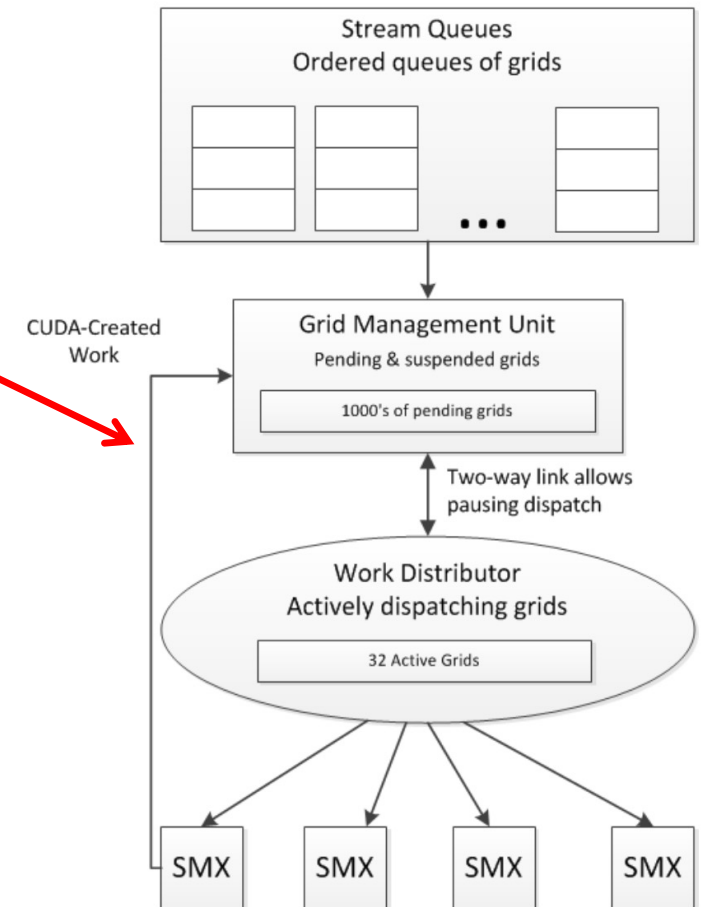 Stream Queues
Ordered queues of grids
...
CUDA-Created
Work
Grid Management Unit
Pending & suspended grids
1000's of pending grids
Two-way link allows
pausing dispatch
Work Distributor
Actively dispatching grids
32 Active Grids
SMX SMX SMX SMX